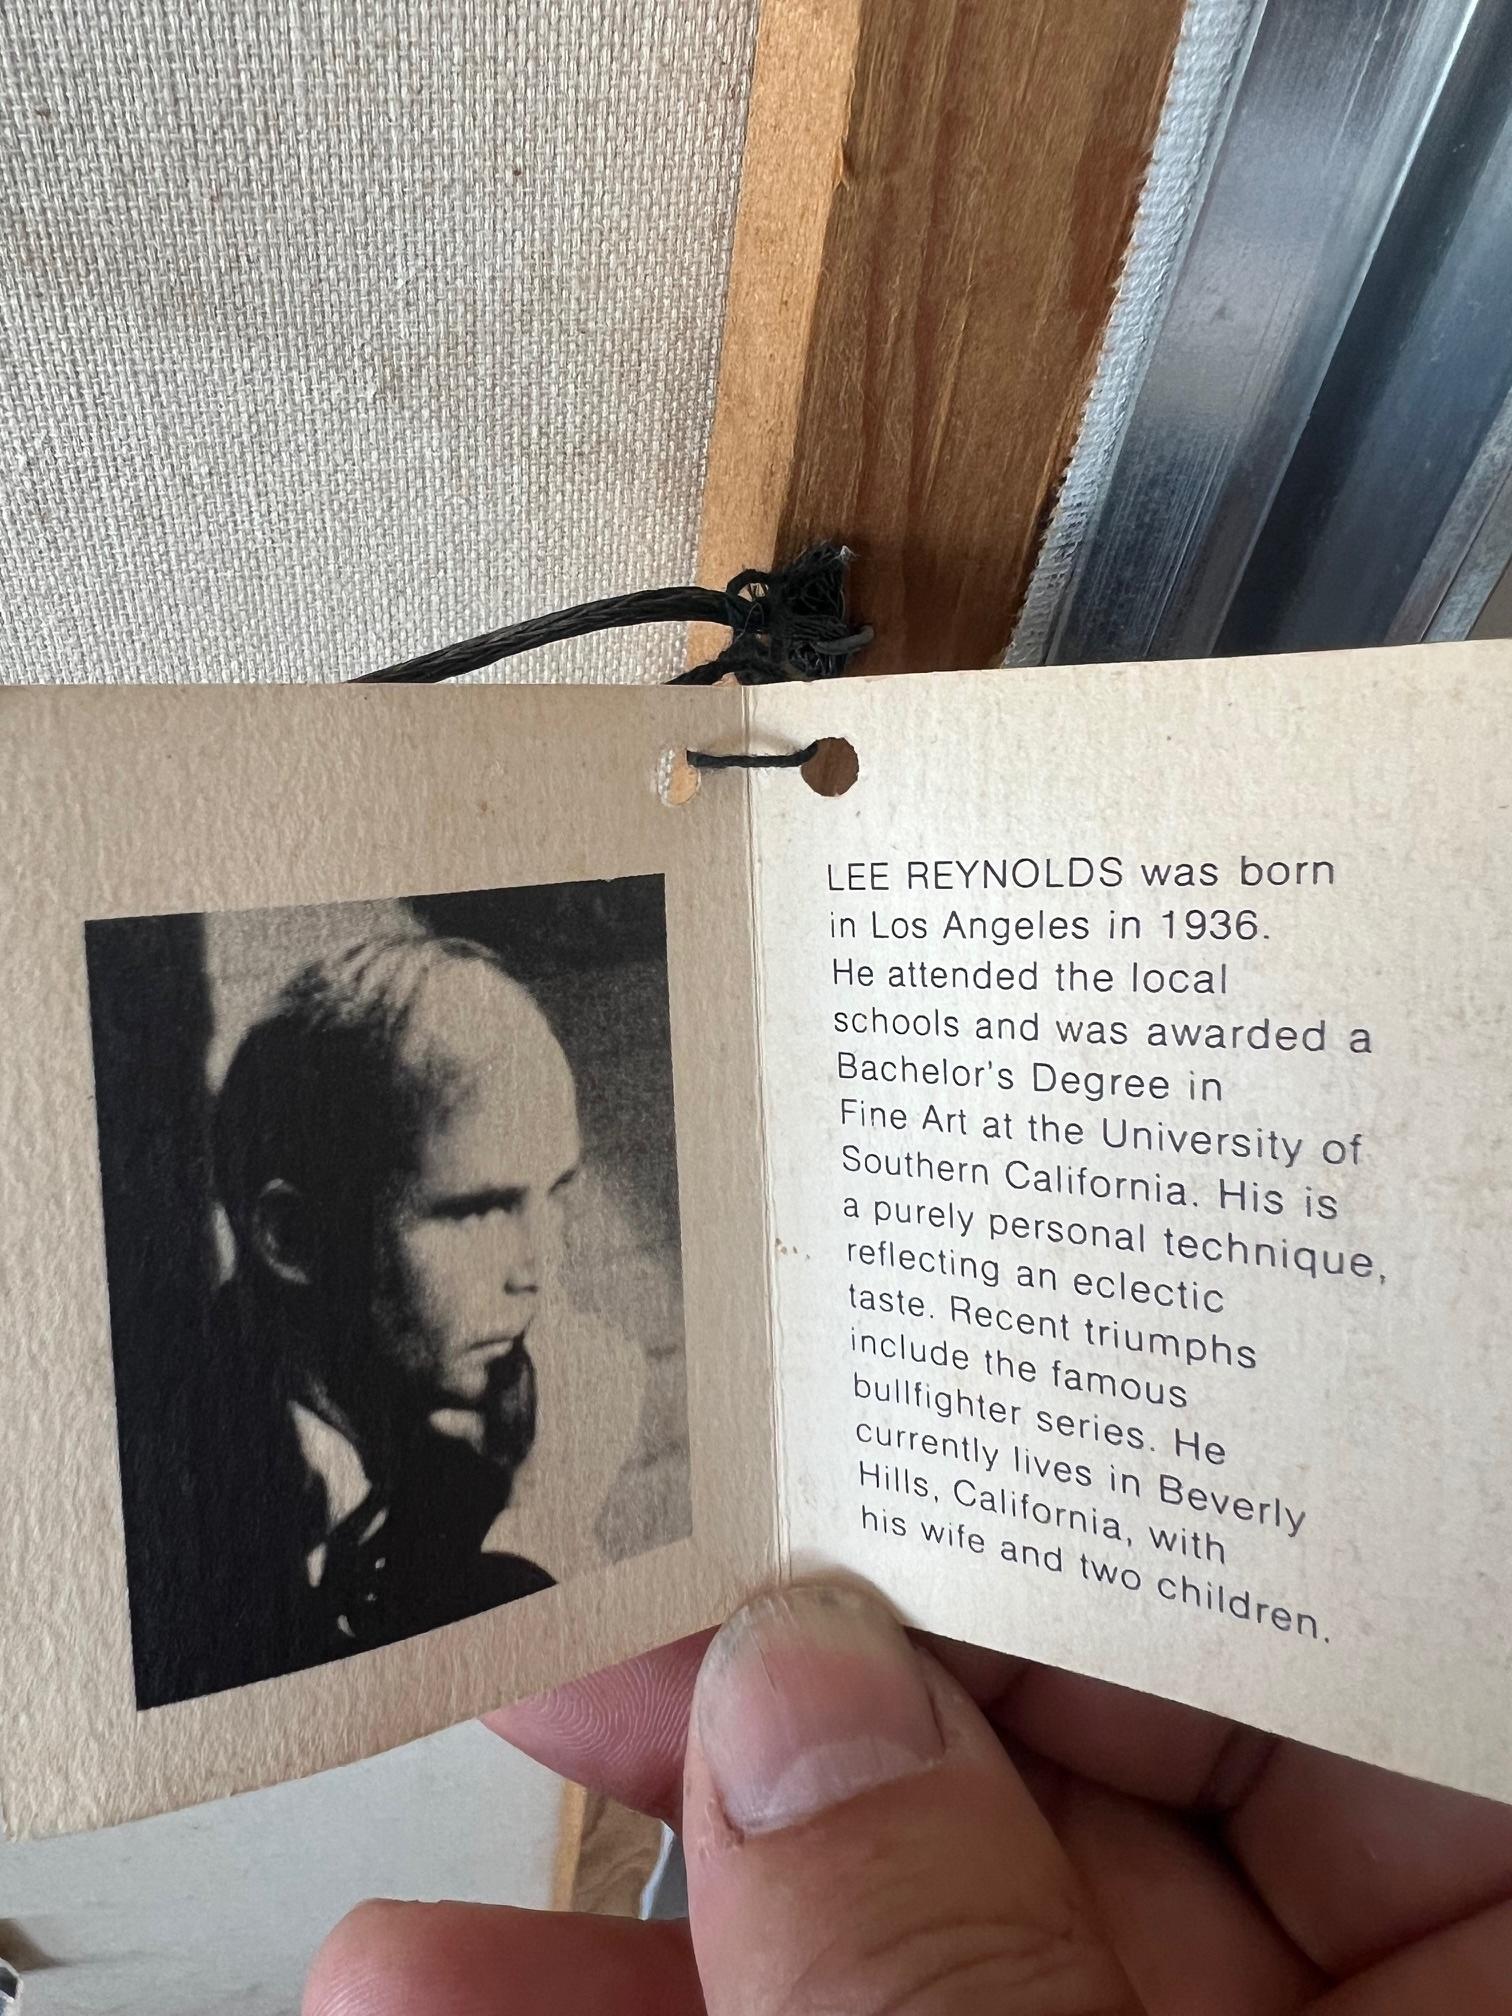 LEE REYNOLDS was born
in Los Angeles in 1936.
He attended the local
schools and was awarded a
Bachelor's Degree in
Fine Art at the University of
Southern California. His is
a purely personal technique,
reflecting an eclectic
taste. Recent triumphs
include the famous
bullfighter series. He
currently lives in Beverly
Hills, California, with
his wife and two children.